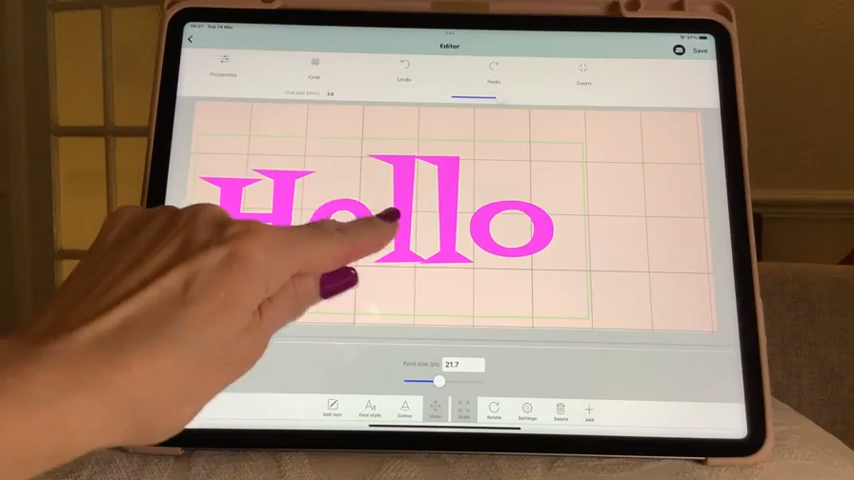 Editor
Save
Properties
Grid
Undo
Redo
Zoom
Hello
Font size (pt):
21.7
Edit text
Font style
Colour
Rotate
Settings
Delete
Add